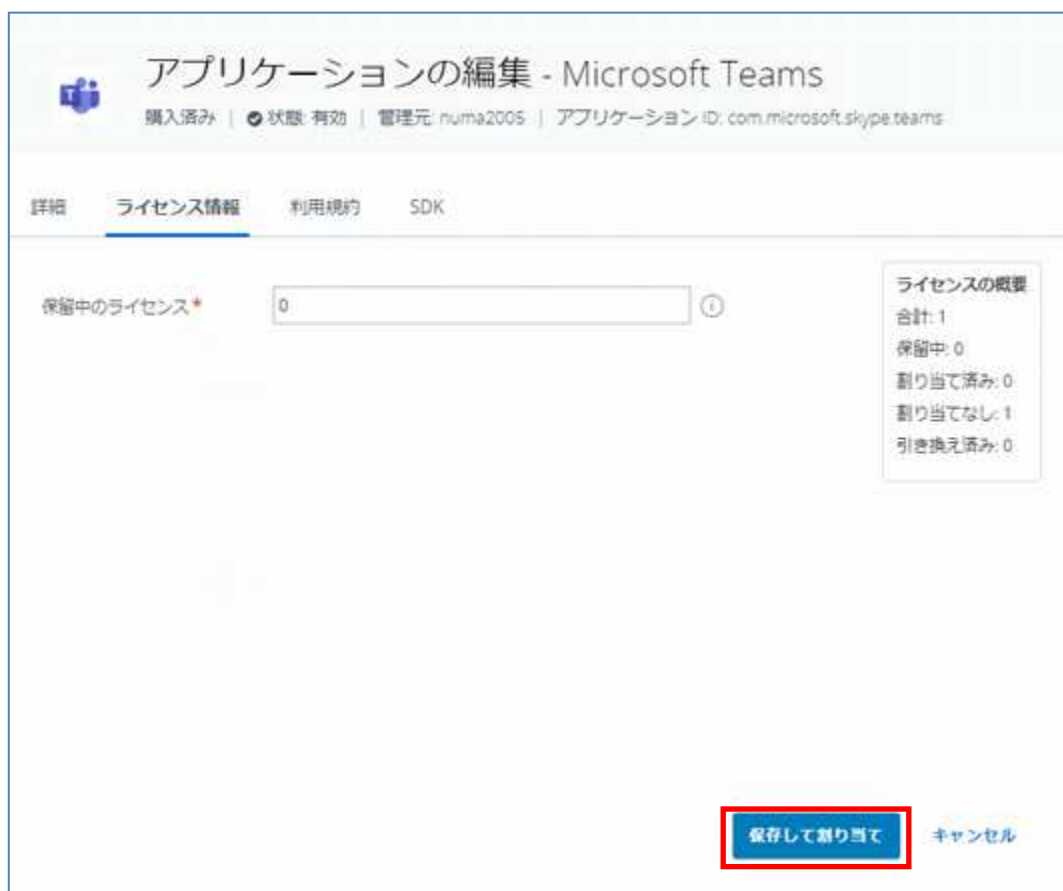 アプリケーションの編集 - Microsoft Teams
購入済み | 状態: 有効 | 管理元: numa2005 | アプリケーション ID: com.microsoft.skype.teams
詳細 ライセンス情報 利用規約 SDK
保留中のライセンス* 0
ライセンスの概要
合計: 1
保留中: 0
割り当て済み: 0
割り当てなし: 1
引き換え済み: 0
保存して割り当て キャンセル